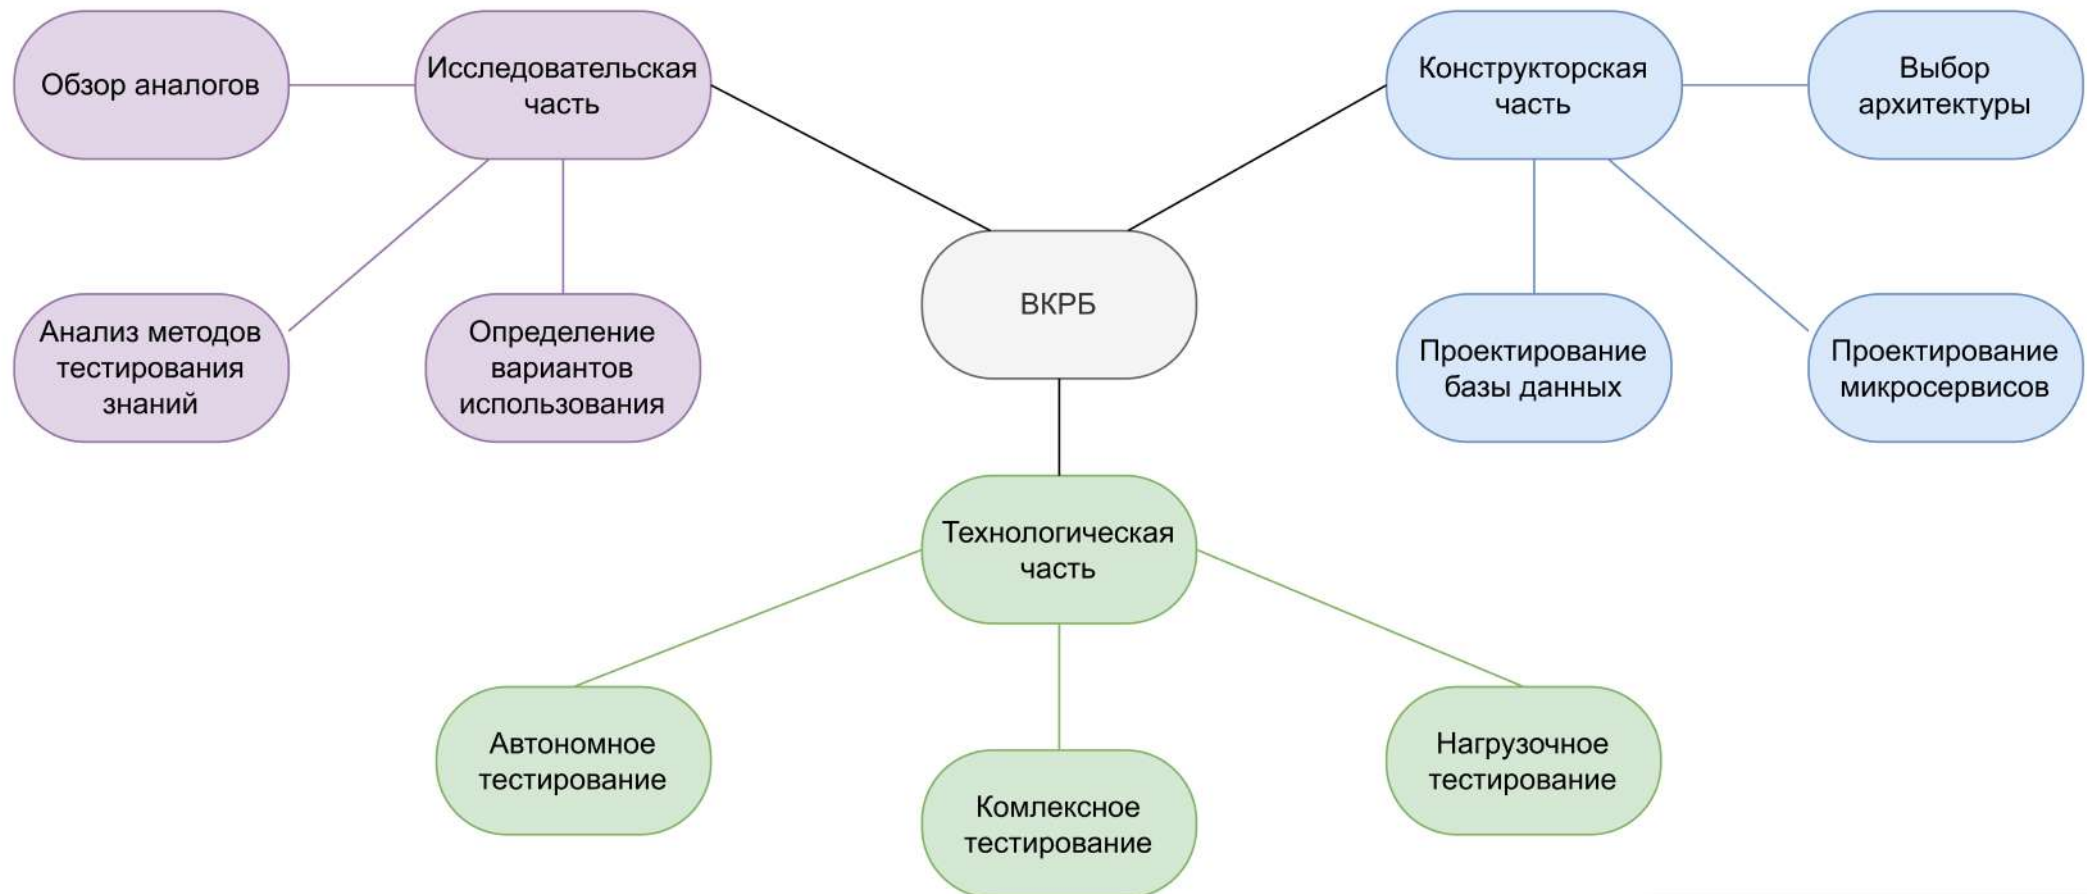 Обзор аналогов
Исследовательская
часть
Конструкторская
часть
Выбор
архитектуры
ВКРБ
Анализ методов
тестирования
знаний
Определение
вариантов
использования
Проектирование
базы данных
Проектирование
микросервисов
Технологическая
часть
Автономное
тестирование
Комлексное
тестирование
Нагрузочное
тестирование